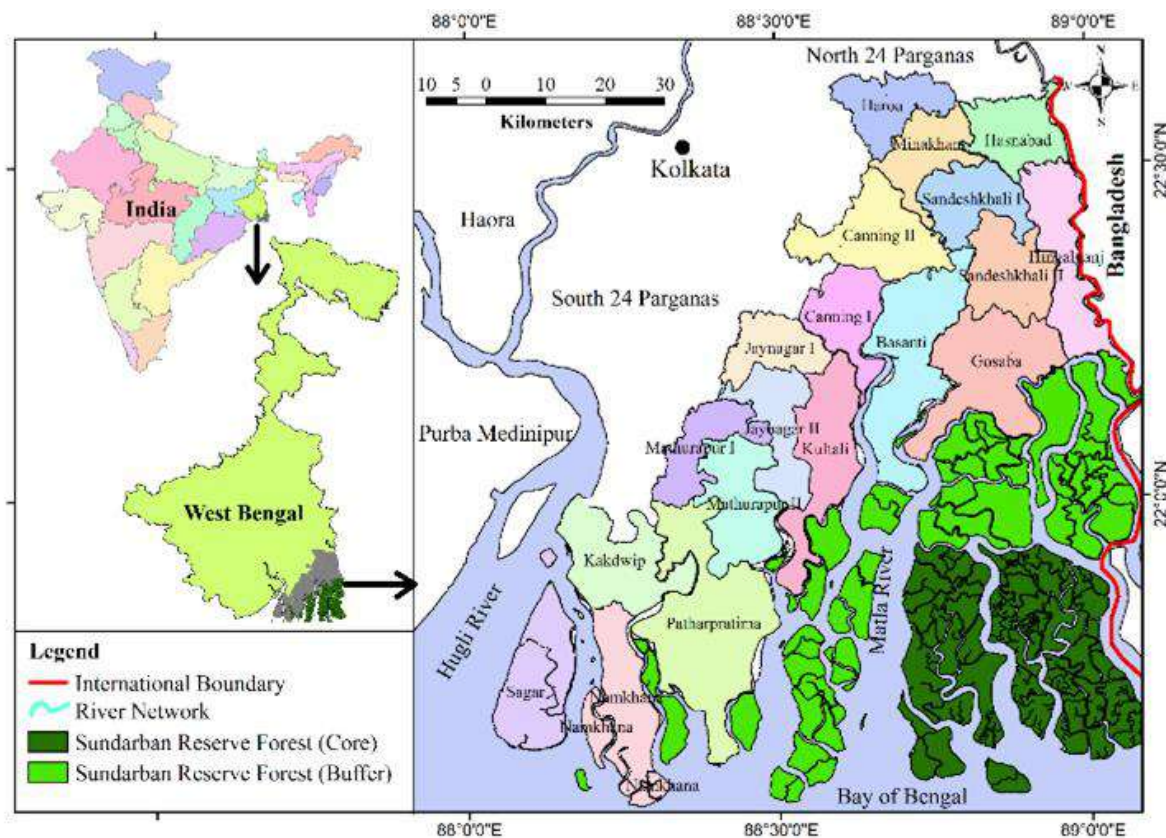 88°0'0"E
88°30'0"E
89°0'0"E
North 24 Parganas
10 5 0 10 20 30
Kilometers
N
W
E
Haroa
Minakhan
Hasnabad
Kolkata
22°30'0"N
India
Haora
Sandeshkhali I
Canning II
Bangladesh
Sandeshkhali II
South 24 Parganas
Canning I
Basanti
Jaynagar I
Gosaba
Purba Medinipur
Jaynagar II
Mathurapur I
Kultali
West Bengal
Mathurapur II
22°0'0"N
Kakdwip
Hugli River
Patharpratima
Matla River
Legend
International Boundary
River Network
Sundarban Reserve Forest (Core)
Sundarban Reserve Forest (Buffer)
Sagar
Namkhana
Namkhana
Namkhana
Bay of Bengal
88°0'0"E
88°30'0"E
89°0'0"E